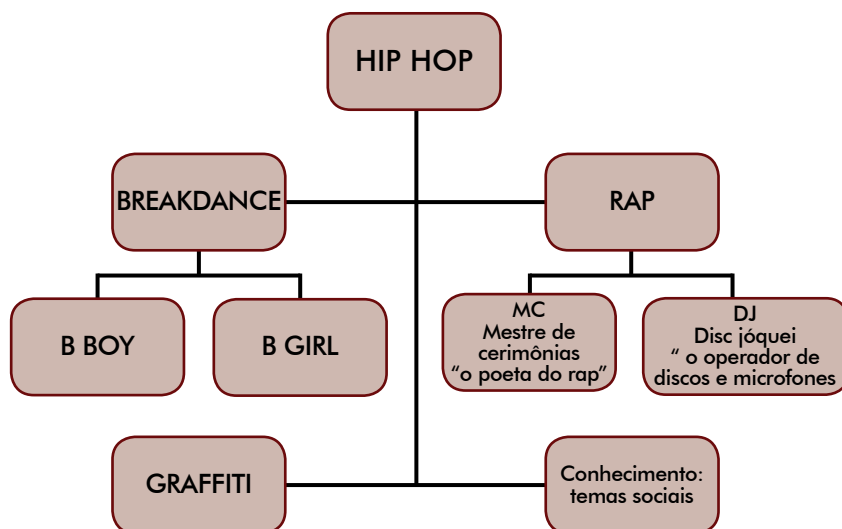 HIP HOP
BREAKDANCE
RAP
B BOY
B GIRL
MC
Mestre de
cerimônias
“o poeta do rap”
DJ
Disc jóquei
“ o operador de
discos e microfones
GRAFFITI
Conhecimento:
temas sociais